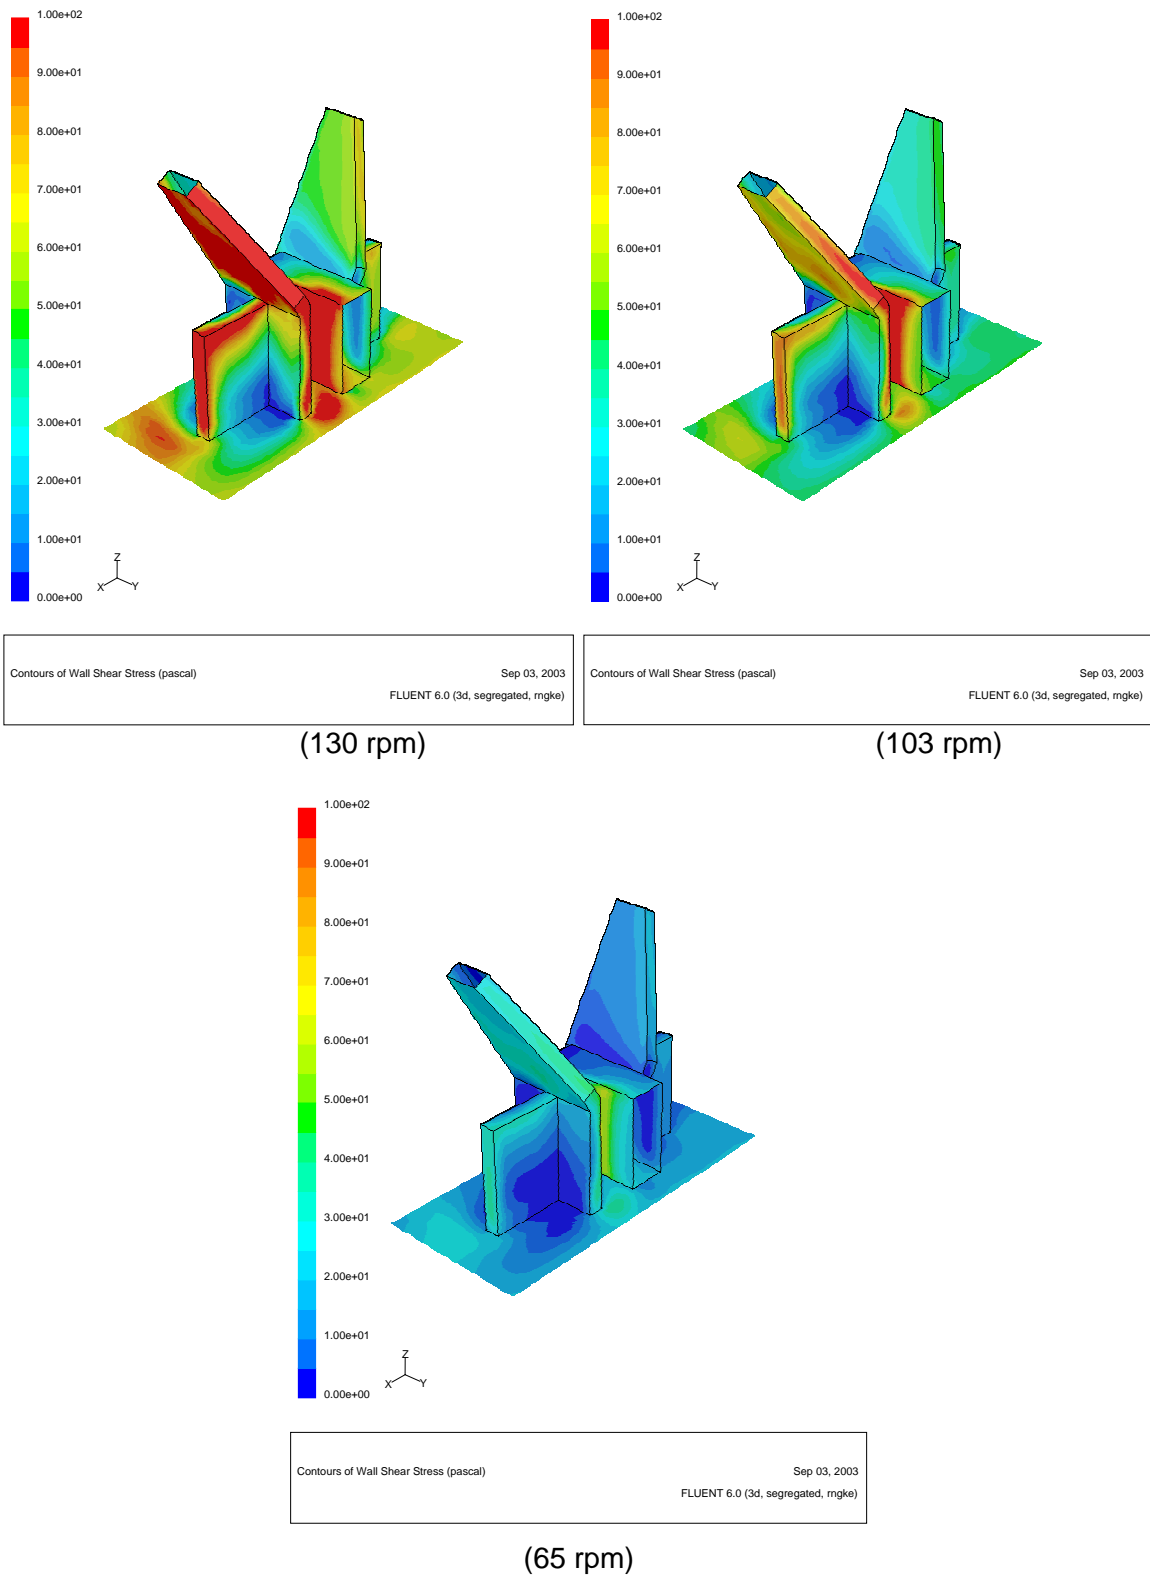 1.00e+02
9.00e+01
8.00e+01
7.00e+01
6.00e+01
5.00e+01
4.00e+01
3.00e+01
2.00e+01
1.00e+01
0.00e+00
Z
X Y
Contours of Wall Shear Stress (pascal) Sep 03, 2003
FLUENT 6.0 (3d, segregated, rngke)
(130 rpm)
1.00e+02
9.00e+01
8.00e+01
7.00e+01
6.00e+01
5.00e+01
4.00e+01
3.00e+01
2.00e+01
1.00e+01
0.00e+00
Z
X Y
Contours of Wall Shear Stress (pascal) Sep 03, 2003
FLUENT 6.0 (3d, segregated, rngke)
(103 rpm)
1.00e+02
9.00e+01
8.00e+01
7.00e+01
6.00e+01
5.00e+01
4.00e+01
3.00e+01
2.00e+01
1.00e+01
0.00e+00
Z
X Y
Contours of Wall Shear Stress (pascal) Sep 03, 2003
FLUENT 6.0 (3d, segregated, rngke)
(65 rpm)